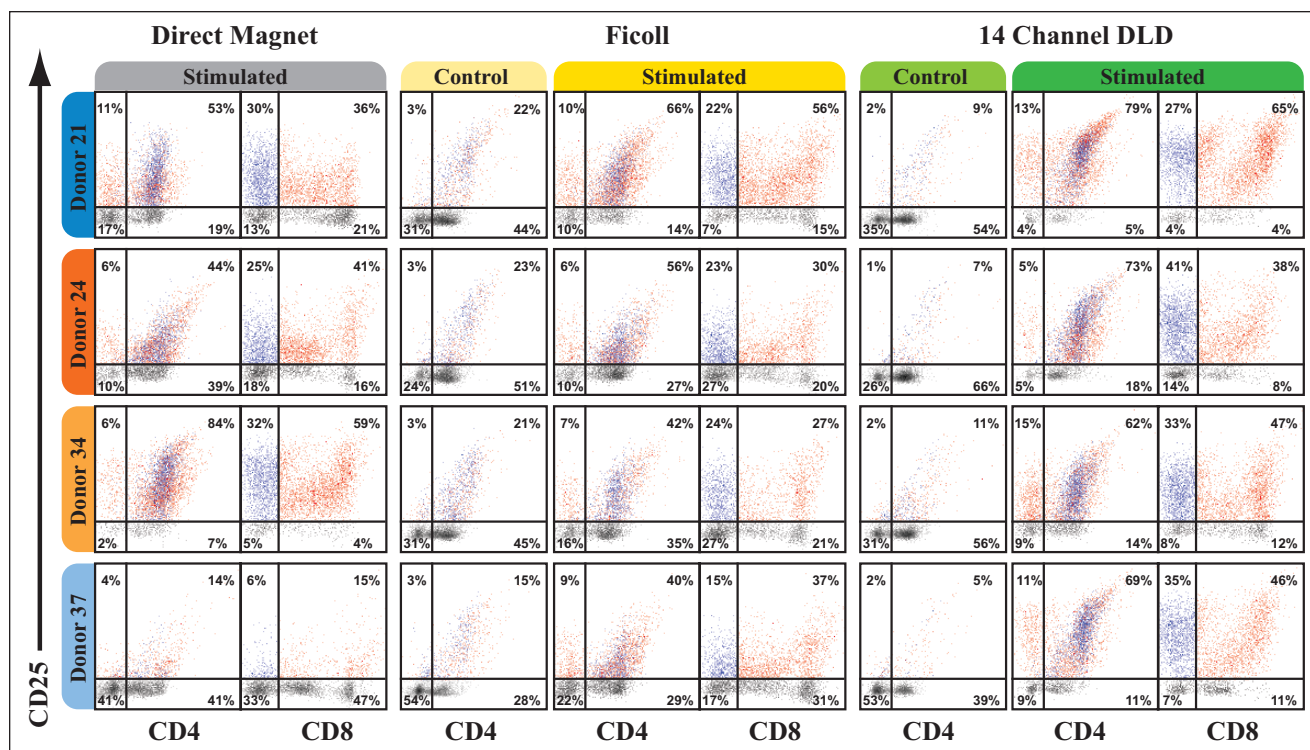 Direct Magnet Ficoll 14 Channel DLD
Stimulated Control Stimulated Control Stimulated
Donor 21
11% 53% 30% 36% 3% 22% 10% 66% 22% 56% 2% 9% 13% 79% 27% 65%
17% 19% 13% 21% 31% 44% 10% 14% 7% 15% 35% 54% 4% 5% 4% 4%
Donor 24
6% 44% 25% 41% 3% 23% 6% 56% 23% 30% 1% 7% 5% 73% 41% 38%
10% 39% 18% 16% 24% 51% 10% 27% 27% 20% 26% 66% 5% 18% 14% 8%
Donor 34
6% 84% 32% 59% 3% 21% 7% 42% 24% 27% 2% 11% 15% 62% 33% 47%
2% 7% 5% 4% 31% 45% 16% 35% 27% 21% 31% 56% 9% 14% 8% 12%
Donor 37
4% 14% 6% 15% 3% 15% 9% 40% 15% 37% 2% 5% 11% 69% 35% 46%
41% 41% 33% 47% 54% 28% 22% 29% 17% 31% 53% 39% 9% 11% 7% 11%
CD25
CD4 CD8 CD4 CD4 CD8 CD4 CD4 CD8